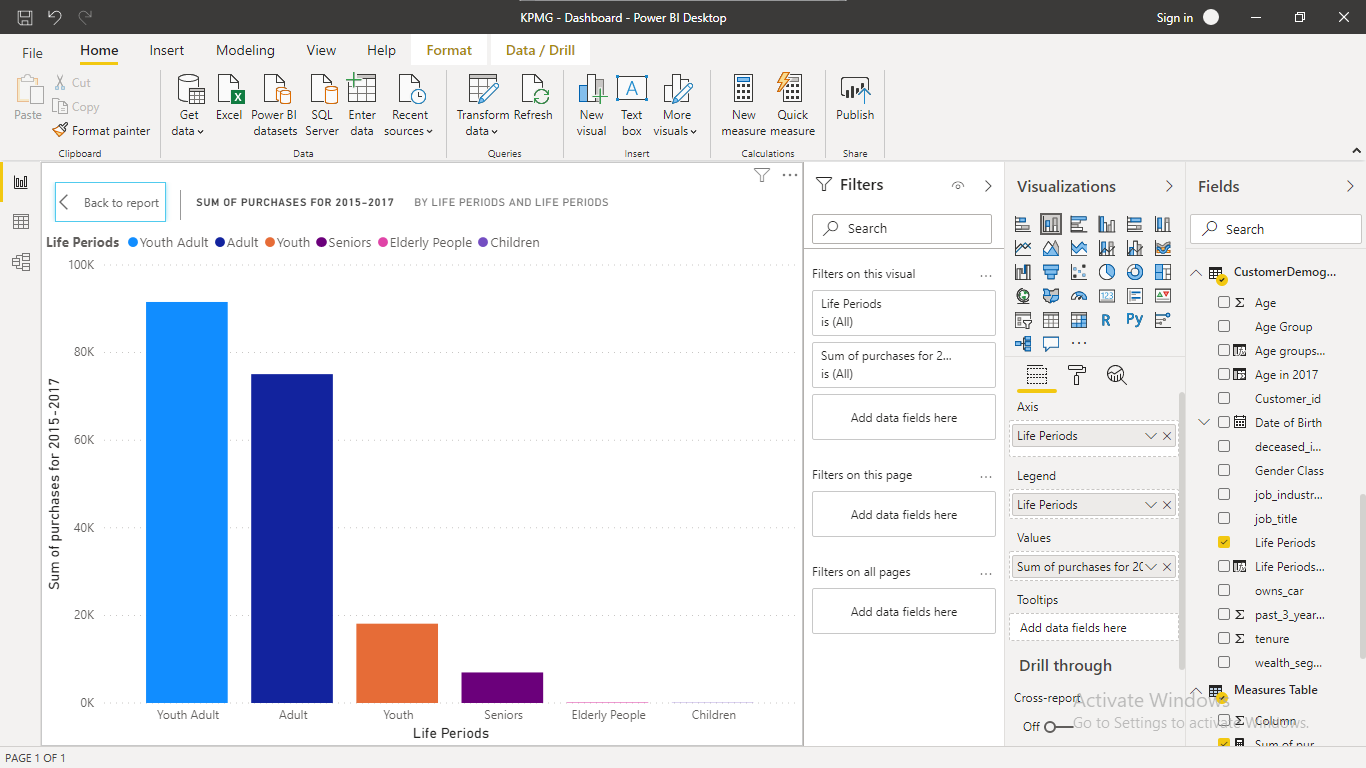 KPMG - Dashboard - Power BI Desktop
Sign in
File Home Insert Modeling View Help Format Data / Drill
Paste
Cut
Copy
Format painter
Clipboard
Get data
Excel
Power BI datasets
SQL Server
Enter data
Recent sources
Data
Transform data
Refresh
Queries
New visual
Text box
More visuals
Insert
New measure
Quick measure
Calculations
Publish
Share
Back to report
SUM OF PURCHASES FOR 2015-2017 BY LIFE PERIODS AND LIFE PERIODS
Life Periods Youth Adult Adult Youth Seniors Elderly People Children
100K
80K
60K
40K
20K
0K
Sum of purchases for 2015-2017
Youth Adult Adult Youth Seniors Elderly People Children
Life Periods
Filters
Search
Filters on this visual ...
Life Periods
is (All)
Sum of purchases for 2...
is (All)
Add data fields here
Filters on this page ...
Add data fields here
Filters on all pages ...
Add data fields here
Visualizations
123
R Py
...
Axis
Life Periods
Legend
Life Periods
Values
Sum of purchases for 20
Tooltips
Add data fields here
Drill through
Cross-report
Off
Fields
Search
CustomerDemog...
Σ Age
Age Group
Age groups...
Age in 2017
Customer_id
Date of Birth
deceased_i...
Gender Class
job_industr...
job_title
Life Periods
Life Periods...
owns_car
Σ past_3_year...
Σ tenure
wealth_seg...
Measures Table
Σ Column
Sum of pur...
Activate Windows
Go to Settings to activate Windows.
PAGE 1 OF 1